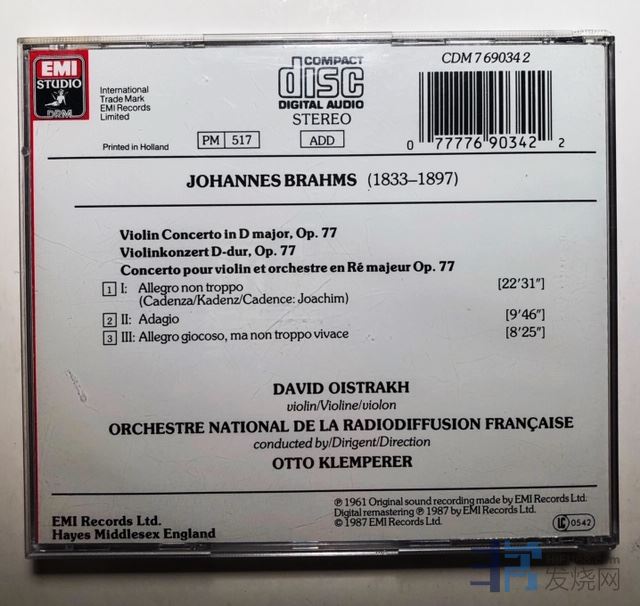 EMI
STUDIO
DRM
International
Trade Mark
EMI Records
Limited
Printed in Holland
COMPACT
disc
DIGITAL AUDIO
STEREO
PM 517
ADD
CDM 7 69034 2
0 77776 90342 2
JOHANNES BRAHMS (1833–1897)
Violin Concerto in D major, Op. 77
Violinkonzert D-dur, Op. 77
Concerto pour violin et orchestre en Ré majeur Op. 77
1 I: Allegro non troppo [22'31"]
(Cadenza/Kadenz/Cadence: Joachim)
2 II: Adagio [9'46"]
3 III: Allegro giocoso, ma non troppo vivace [8'25"]
DAVID OISTRAKH
violin/Violine/violon
ORCHESTRE NATIONAL DE LA RADIODIFFUSION FRANÇAISE
conducted by/Dirigent/Direction
OTTO KLEMPERER
℗ 1961 Original sound recording made by EMI Records Ltd.
Digital remastering ℗ 1987 by EMI Records Ltd.
© 1987 EMI Records Ltd.
LC 0542
EMI Records Ltd.
Hayes Middlesex England
发烧网